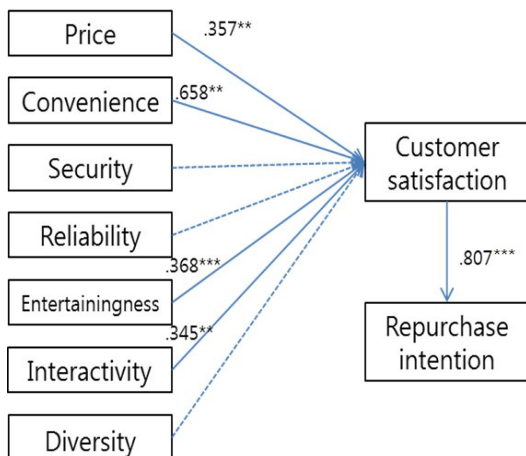 Price
.357**
Convenience
.658**
Security
Customer
satisfaction
Reliability
.368***
.807***
Entertainingness
.345**
Repurchase
intention
Interactivity
Diversity